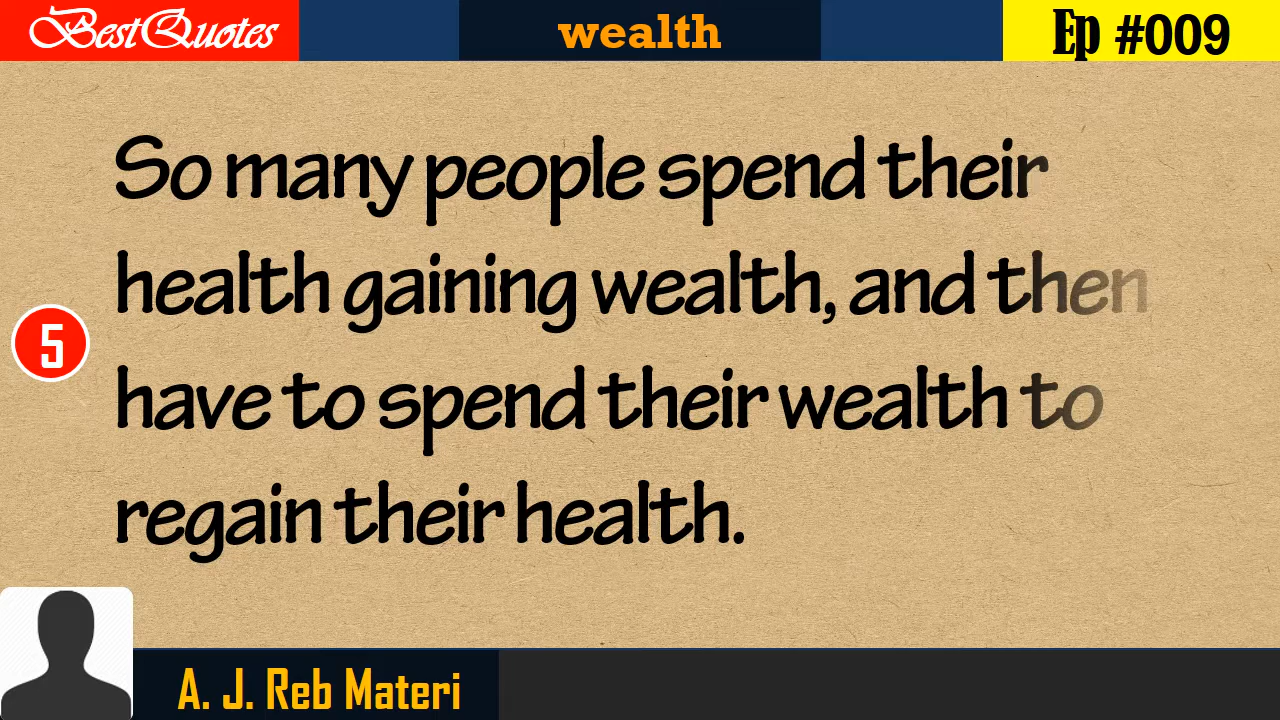 BestQuotes
wealth
Ep #009
So many people spend their
health gaining wealth, and then
have to spend their wealth to
regain their health.
5
A. J. Reb Materi